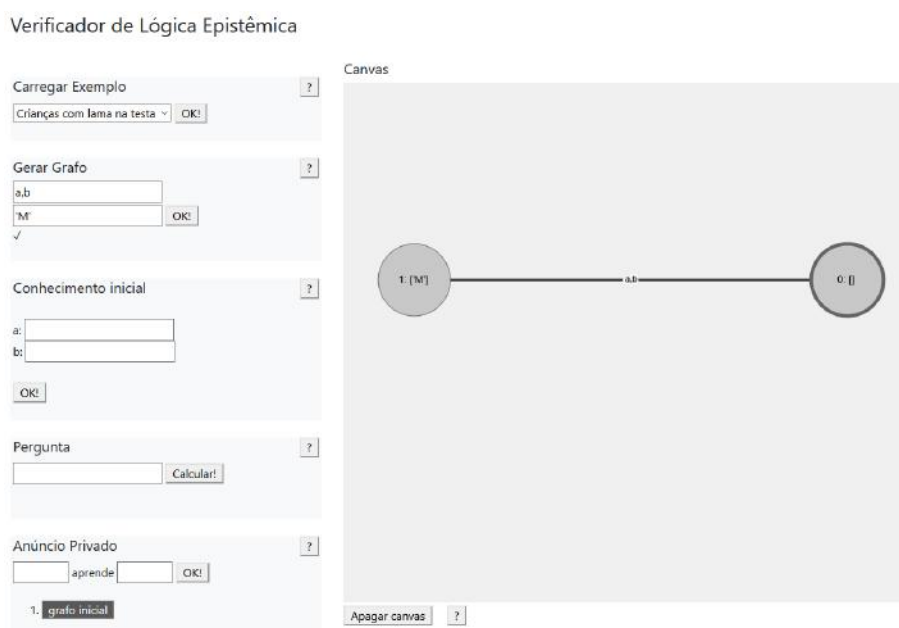 Verificador de Lógica Epistêmica
Carregar Exemplo
?
Crianças com lama na testa
OK!
Gerar Grafo
?
a,b
'M'
OK!
✓
Conhecimento inicial
?
a:
b:
OK!
Pergunta
?
Calcular!
Anúncio Privado
?
aprende
OK!
1. grafo inicial
Canvas
1: ['M']
a,b
0: []
Apagar canvas
?